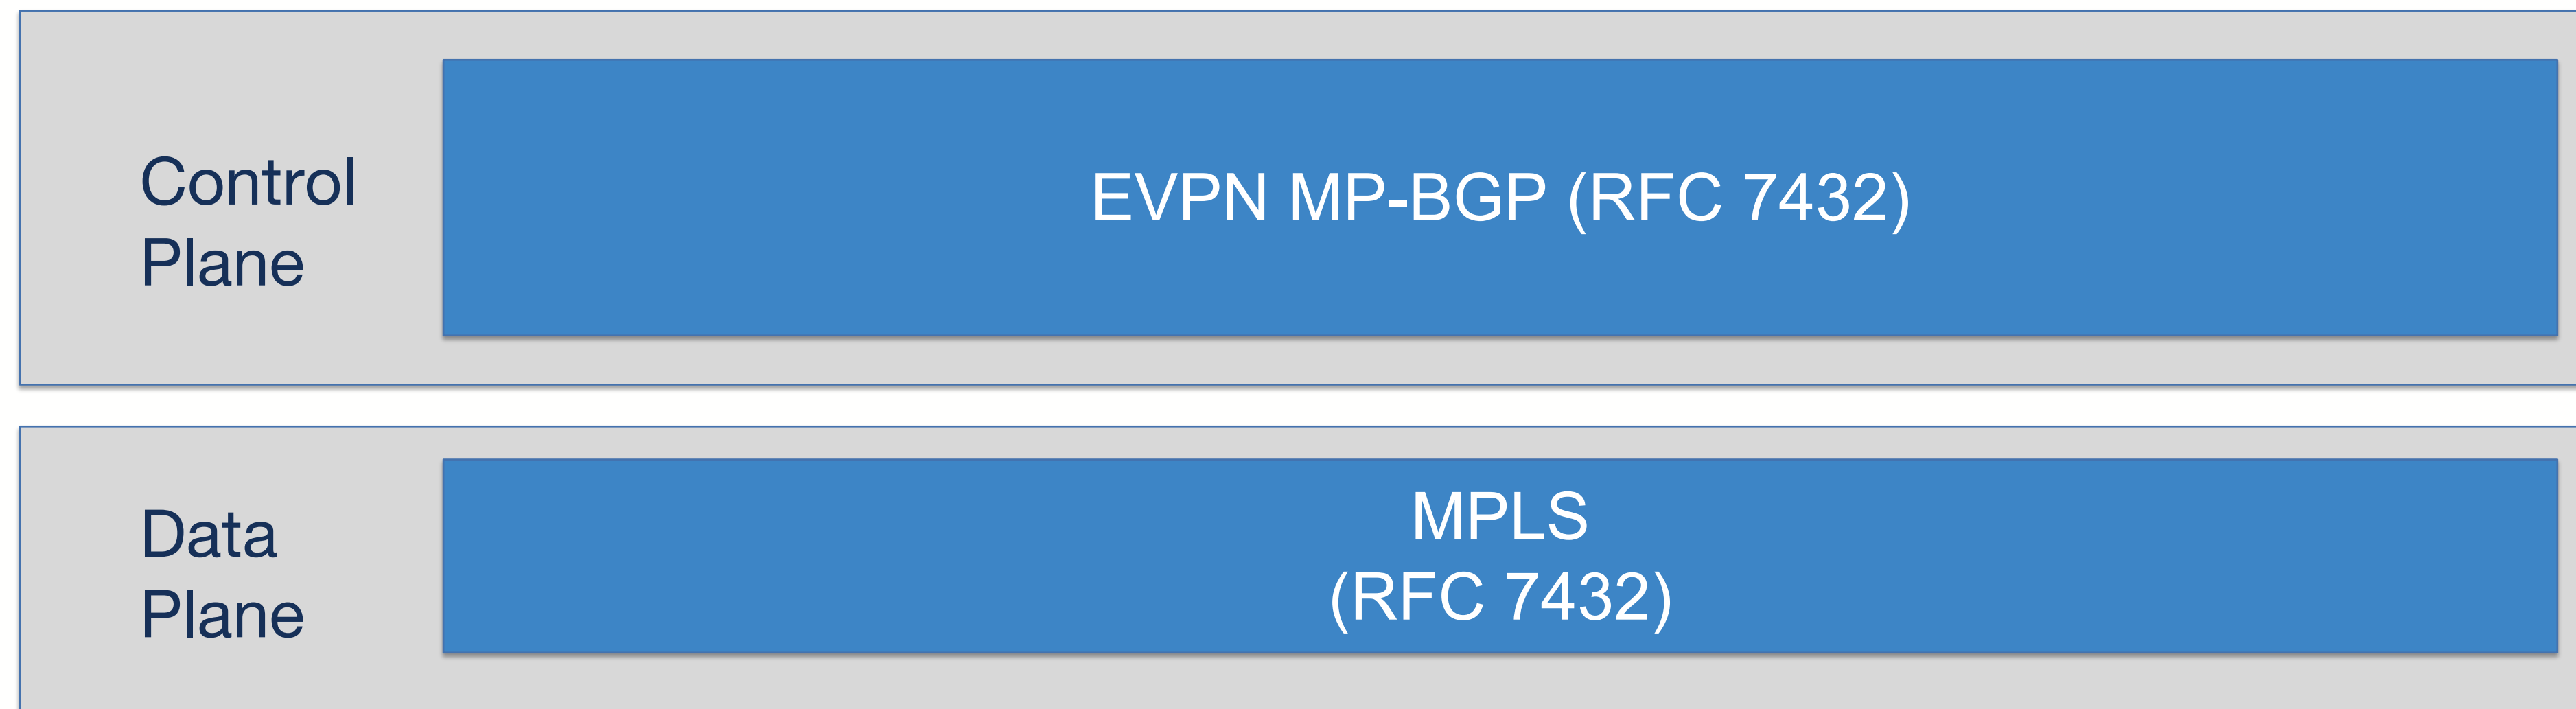 Control
Plane
EVPN MP-BGP (RFC 7432)
Data
Plane
MPLS
(RFC 7432)